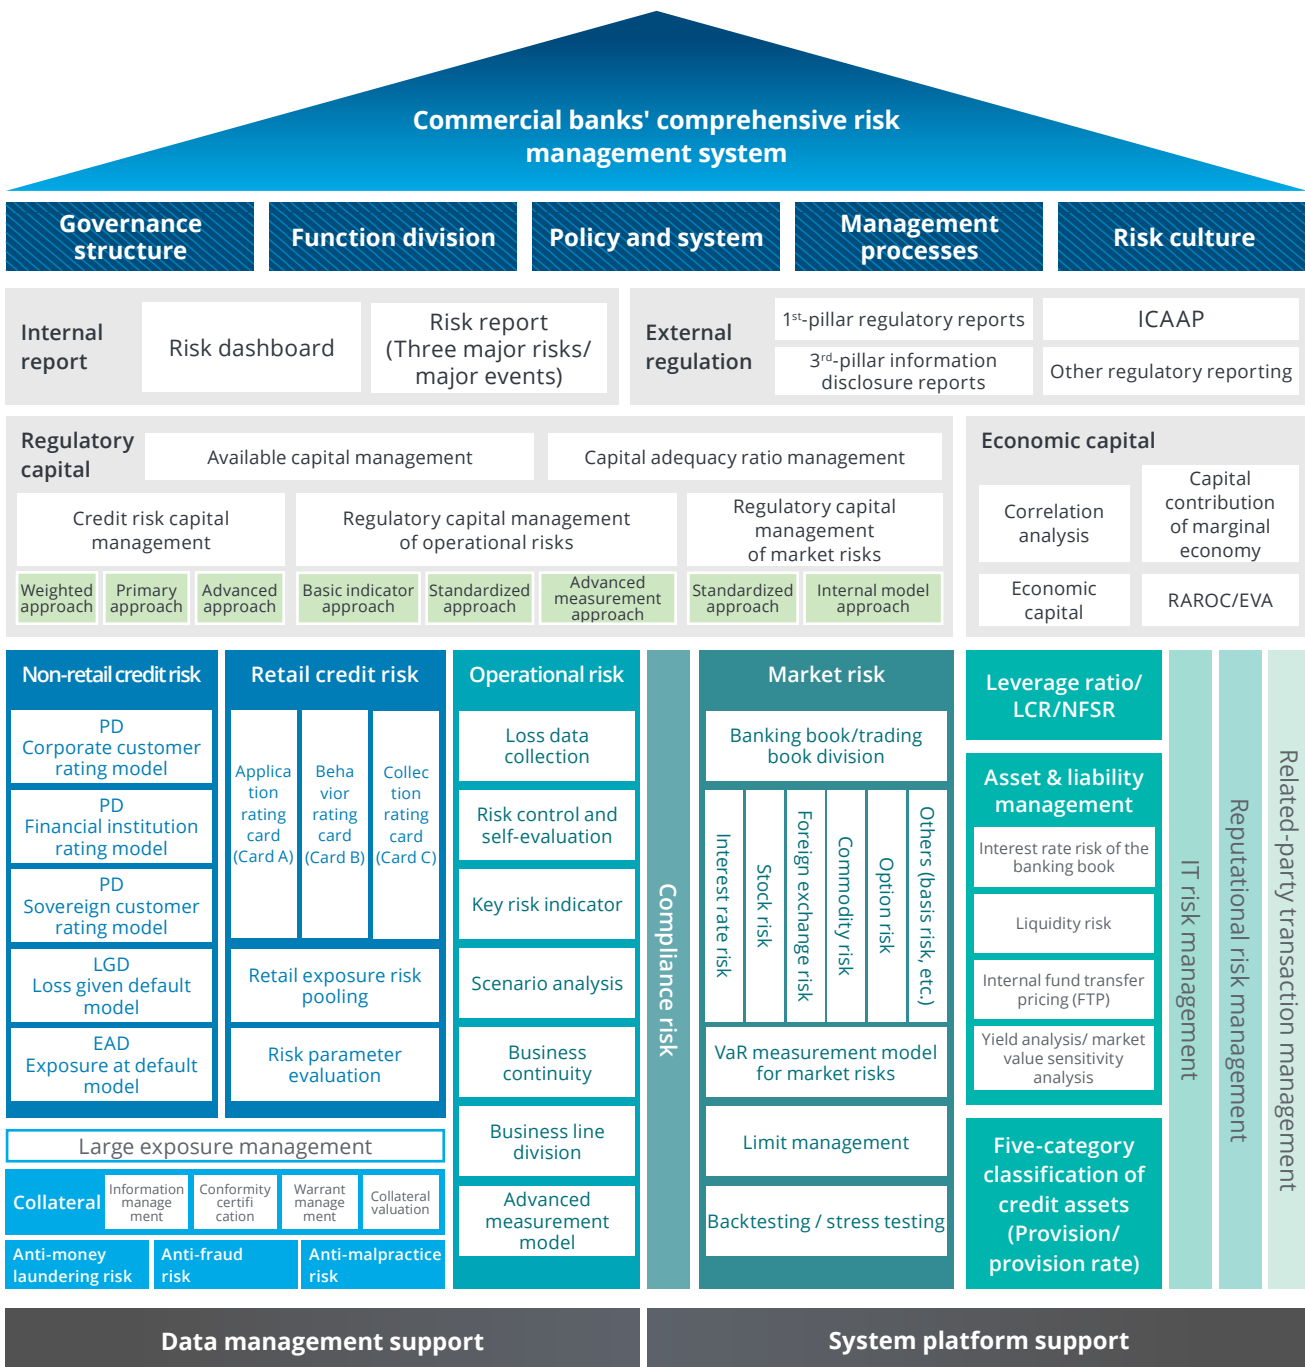 Commercial banks' comprehensive risk
management system
Governance
structure
Function division
Policy and system
Management
processes
Risk culture
Internal
report
Risk dashboard
Risk report
(Three major risks/
major events)
External
regulation
1st-pillar regulatory reports
ICAAP
3rd-pillar information
disclosure reports
Other regulatory reporting
Regulatory
capital
Available capital management
Capital adequacy ratio management
Credit risk capital
management
Regulatory capital management
of operational risks
Regulatory capital
management
of market risks
Weighted
approach
Primary
approach
Advanced
approach
Basic indicator
approach
Standardized
approach
Advanced
measurement
approach
Standardized
approach
Internal model
approach
Economic capital
Correlation
analysis
Capital
contribution
of marginal
economy
Economic
capital
RAROC/EVA
Non-retail credit risk
PD
Corporate customer
rating model
PD
Financial institution
rating model
PD
Sovereign customer
rating model
LGD
Loss given default
model
EAD
Exposure at default
model
Retail credit risk
Applica
tion
rating
card
(Card A)
Beha
vior
rating
card
(Card B)
Collec
tion
rating
card
(Card C)
Retail exposure risk
pooling
Risk parameter
evaluation
Large exposure management
Collateral
Information
manage
ment
Conformity
certifi
cation
Warrant
manage
ment
Collateral
valuation
Anti-money
laundering risk
Anti-fraud
risk
Anti-malpractice
risk
Operational risk
Loss data
collection
Risk control and
self-evaluation
Key risk indicator
Scenario analysis
Business
continuity
Business line
division
Advanced
measurement
model
Compliance risk
Market risk
Banking book/trading
book division
Interest rate risk
Stock risk
Foreign exchange risk
Commodity risk
Option risk
Others (basis risk, etc.)
VaR measurement model
for market risks
Limit management
Backtesting / stress testing
Leverage ratio/
LCR/NFSR
Asset & liability
management
Interest rate risk of the
banking book
Liquidity risk
Internal fund transfer
pricing (FTP)
Yield analysis/ market
value sensitivity
analysis
Five-category
classification of
credit assets
(Provision/
provision rate)
IT risk management
Reputational risk management
Related-party transaction management
Data management support
System platform support